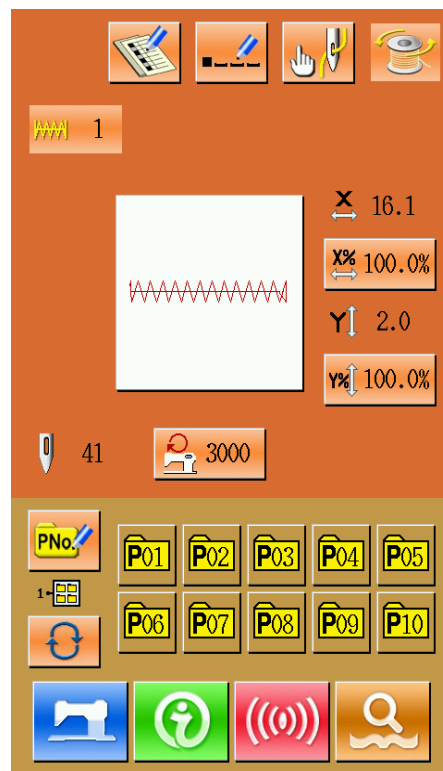 1
X 16.1
X% 100.0%
Y 2.0
Y% 100.0%
41 3000
PNo.
P01 P02 P03 P04 P05
1-
P06 P07 P08 P09 P10